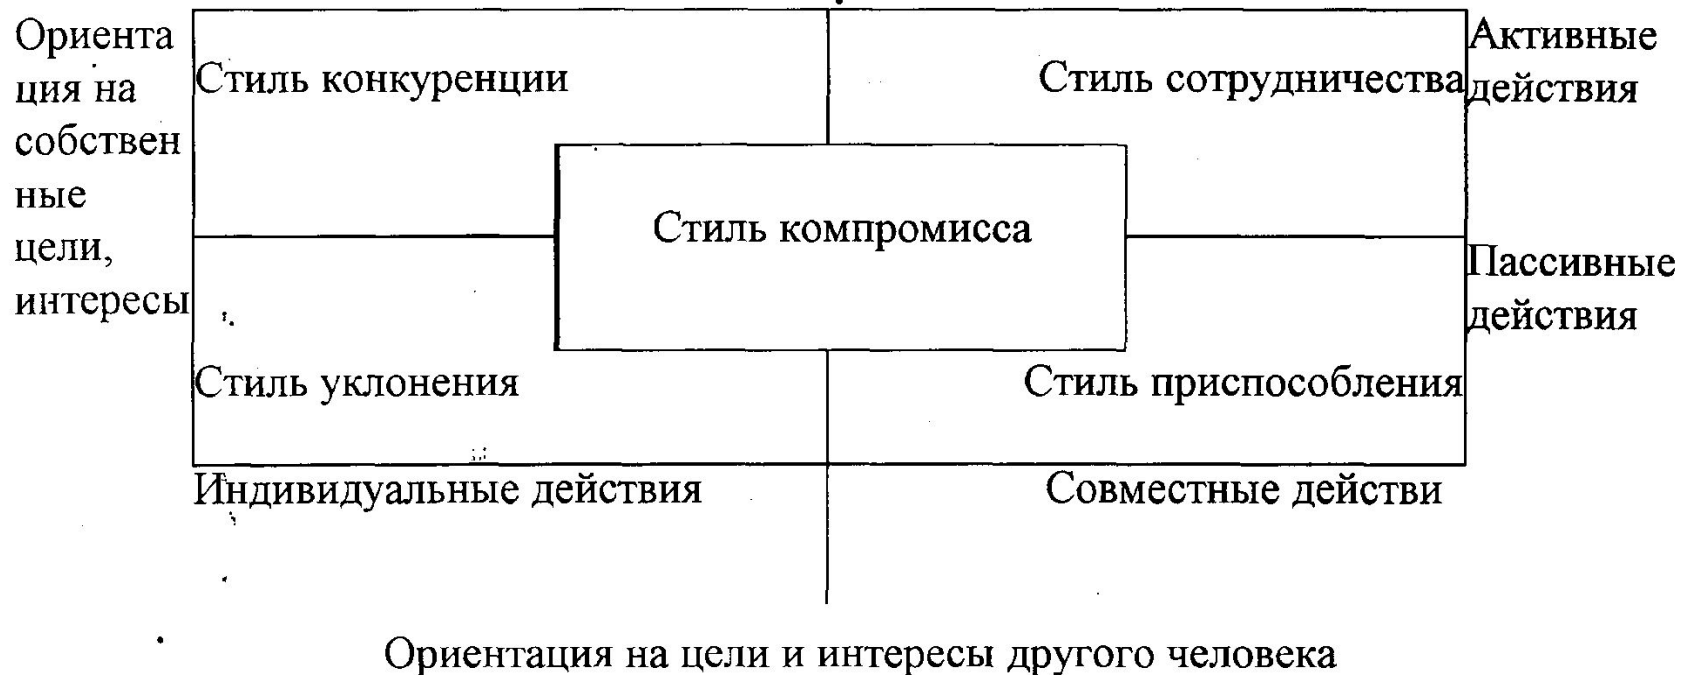 Ориента
ция на
собствен
ные
цели,
интересы
Стиль конкуренции
Стиль сотрудничества
Активные
действия
Стиль компромисса
Пассивные
действия
Стиль уклонения
Стиль приспособления
Индивидуальные действия
Совместные действи
Ориентация на цели и интересы другого человека